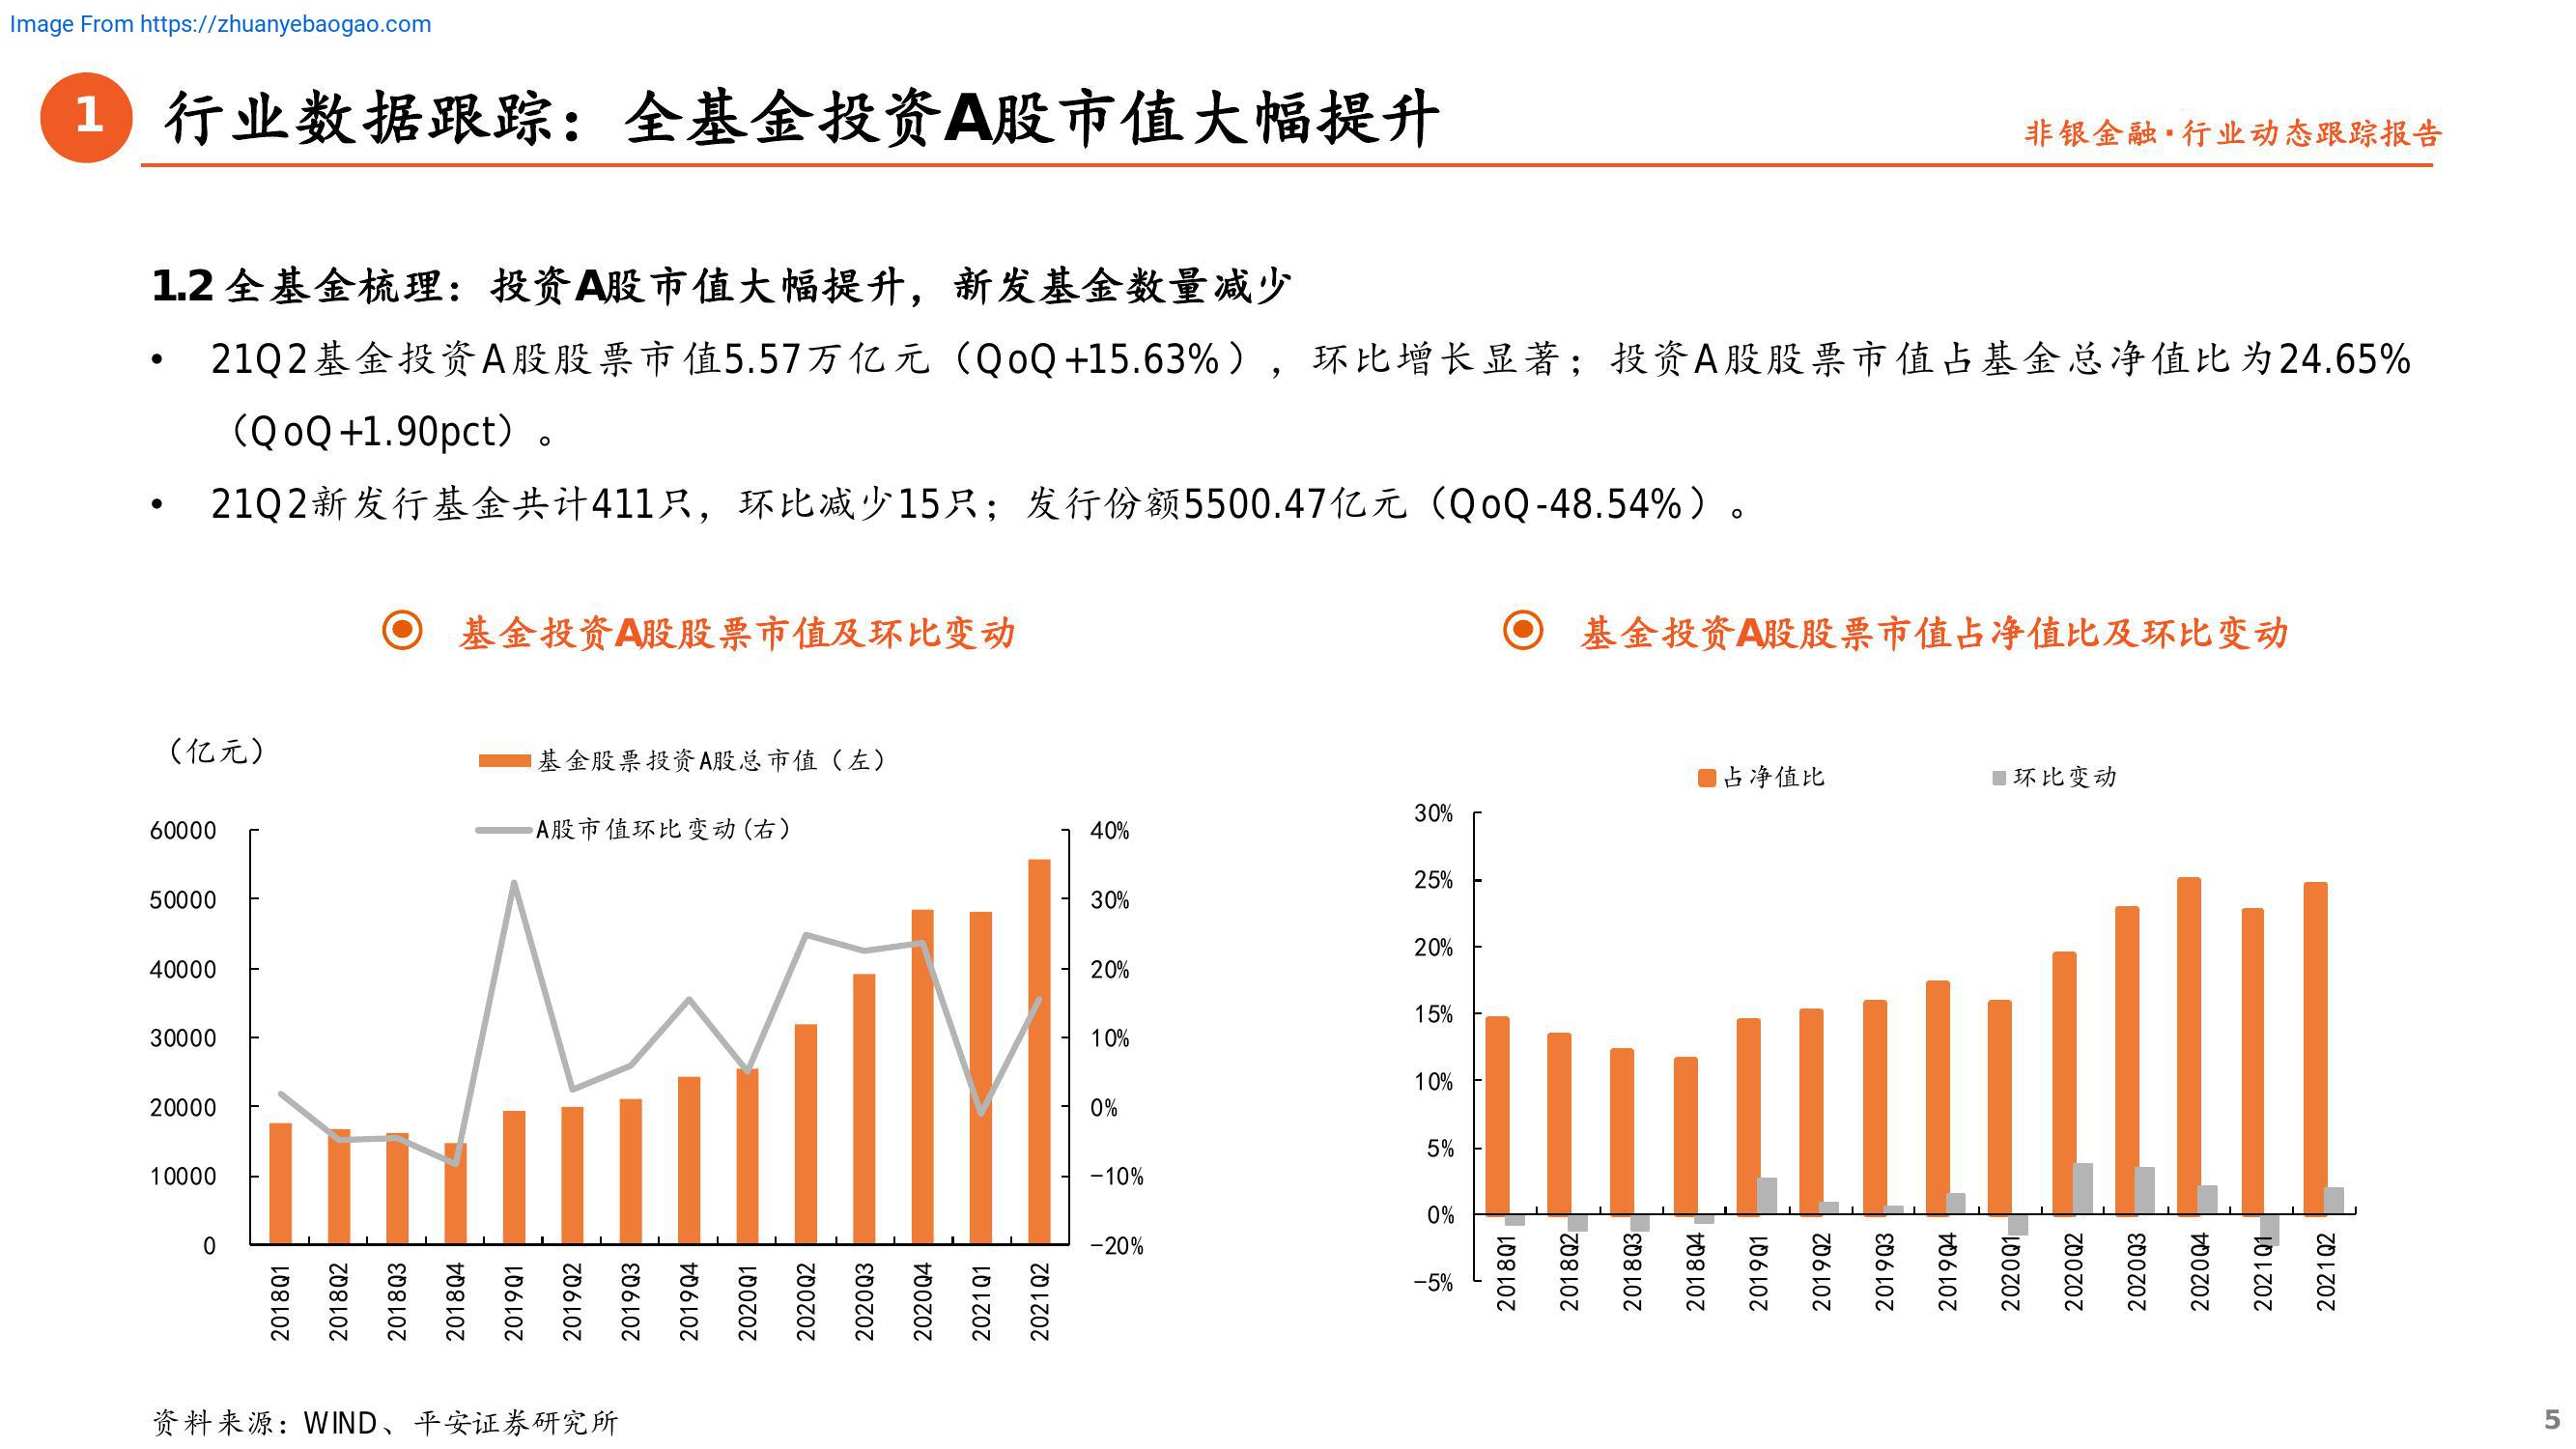 Image From https://zhuanyebaogao.com
1
行业数据跟踪：全基金投资A股市值大幅提升
非银金融·行业动态跟踪报告
1.2 全基金梳理：投资A股市值大幅提升，新发基金数量减少
• 21Q2基金投资A股股票市值5.57万亿元（QoQ+15.63%），环比增长显著；投资A股股票市值占基金总净值比为24.65%
（QoQ+1.90pct）。
• 21Q2新发行基金共计411只，环比减少15只；发行份额5500.47亿元（QoQ-48.54%）。
基金投资A股股票市值及环比变动
（亿元）
基金股票投资A股总市值（左）
A股市值环比变动(右）
60000
50000
40000
30000
20000
10000
0
40%
30%
20%
10%
0%
-10%
-20%
2018Q1
2018Q2
2018Q3
2018Q4
2019Q1
2019Q2
2019Q3
2019Q4
2020Q1
2020Q2
2020Q3
2020Q4
2021Q1
2021Q2
基金投资A股股票市值占净值比及环比变动
占净值比
环比变动
30%
25%
20%
15%
10%
5%
0%
-5%
2018Q1
2018Q2
2018Q3
2018Q4
2019Q1
2019Q2
2019Q3
2019Q4
2020Q1
2020Q2
2020Q3
2020Q4
2021Q1
2021Q2
资料来源：WIND、平安证券研究所
5